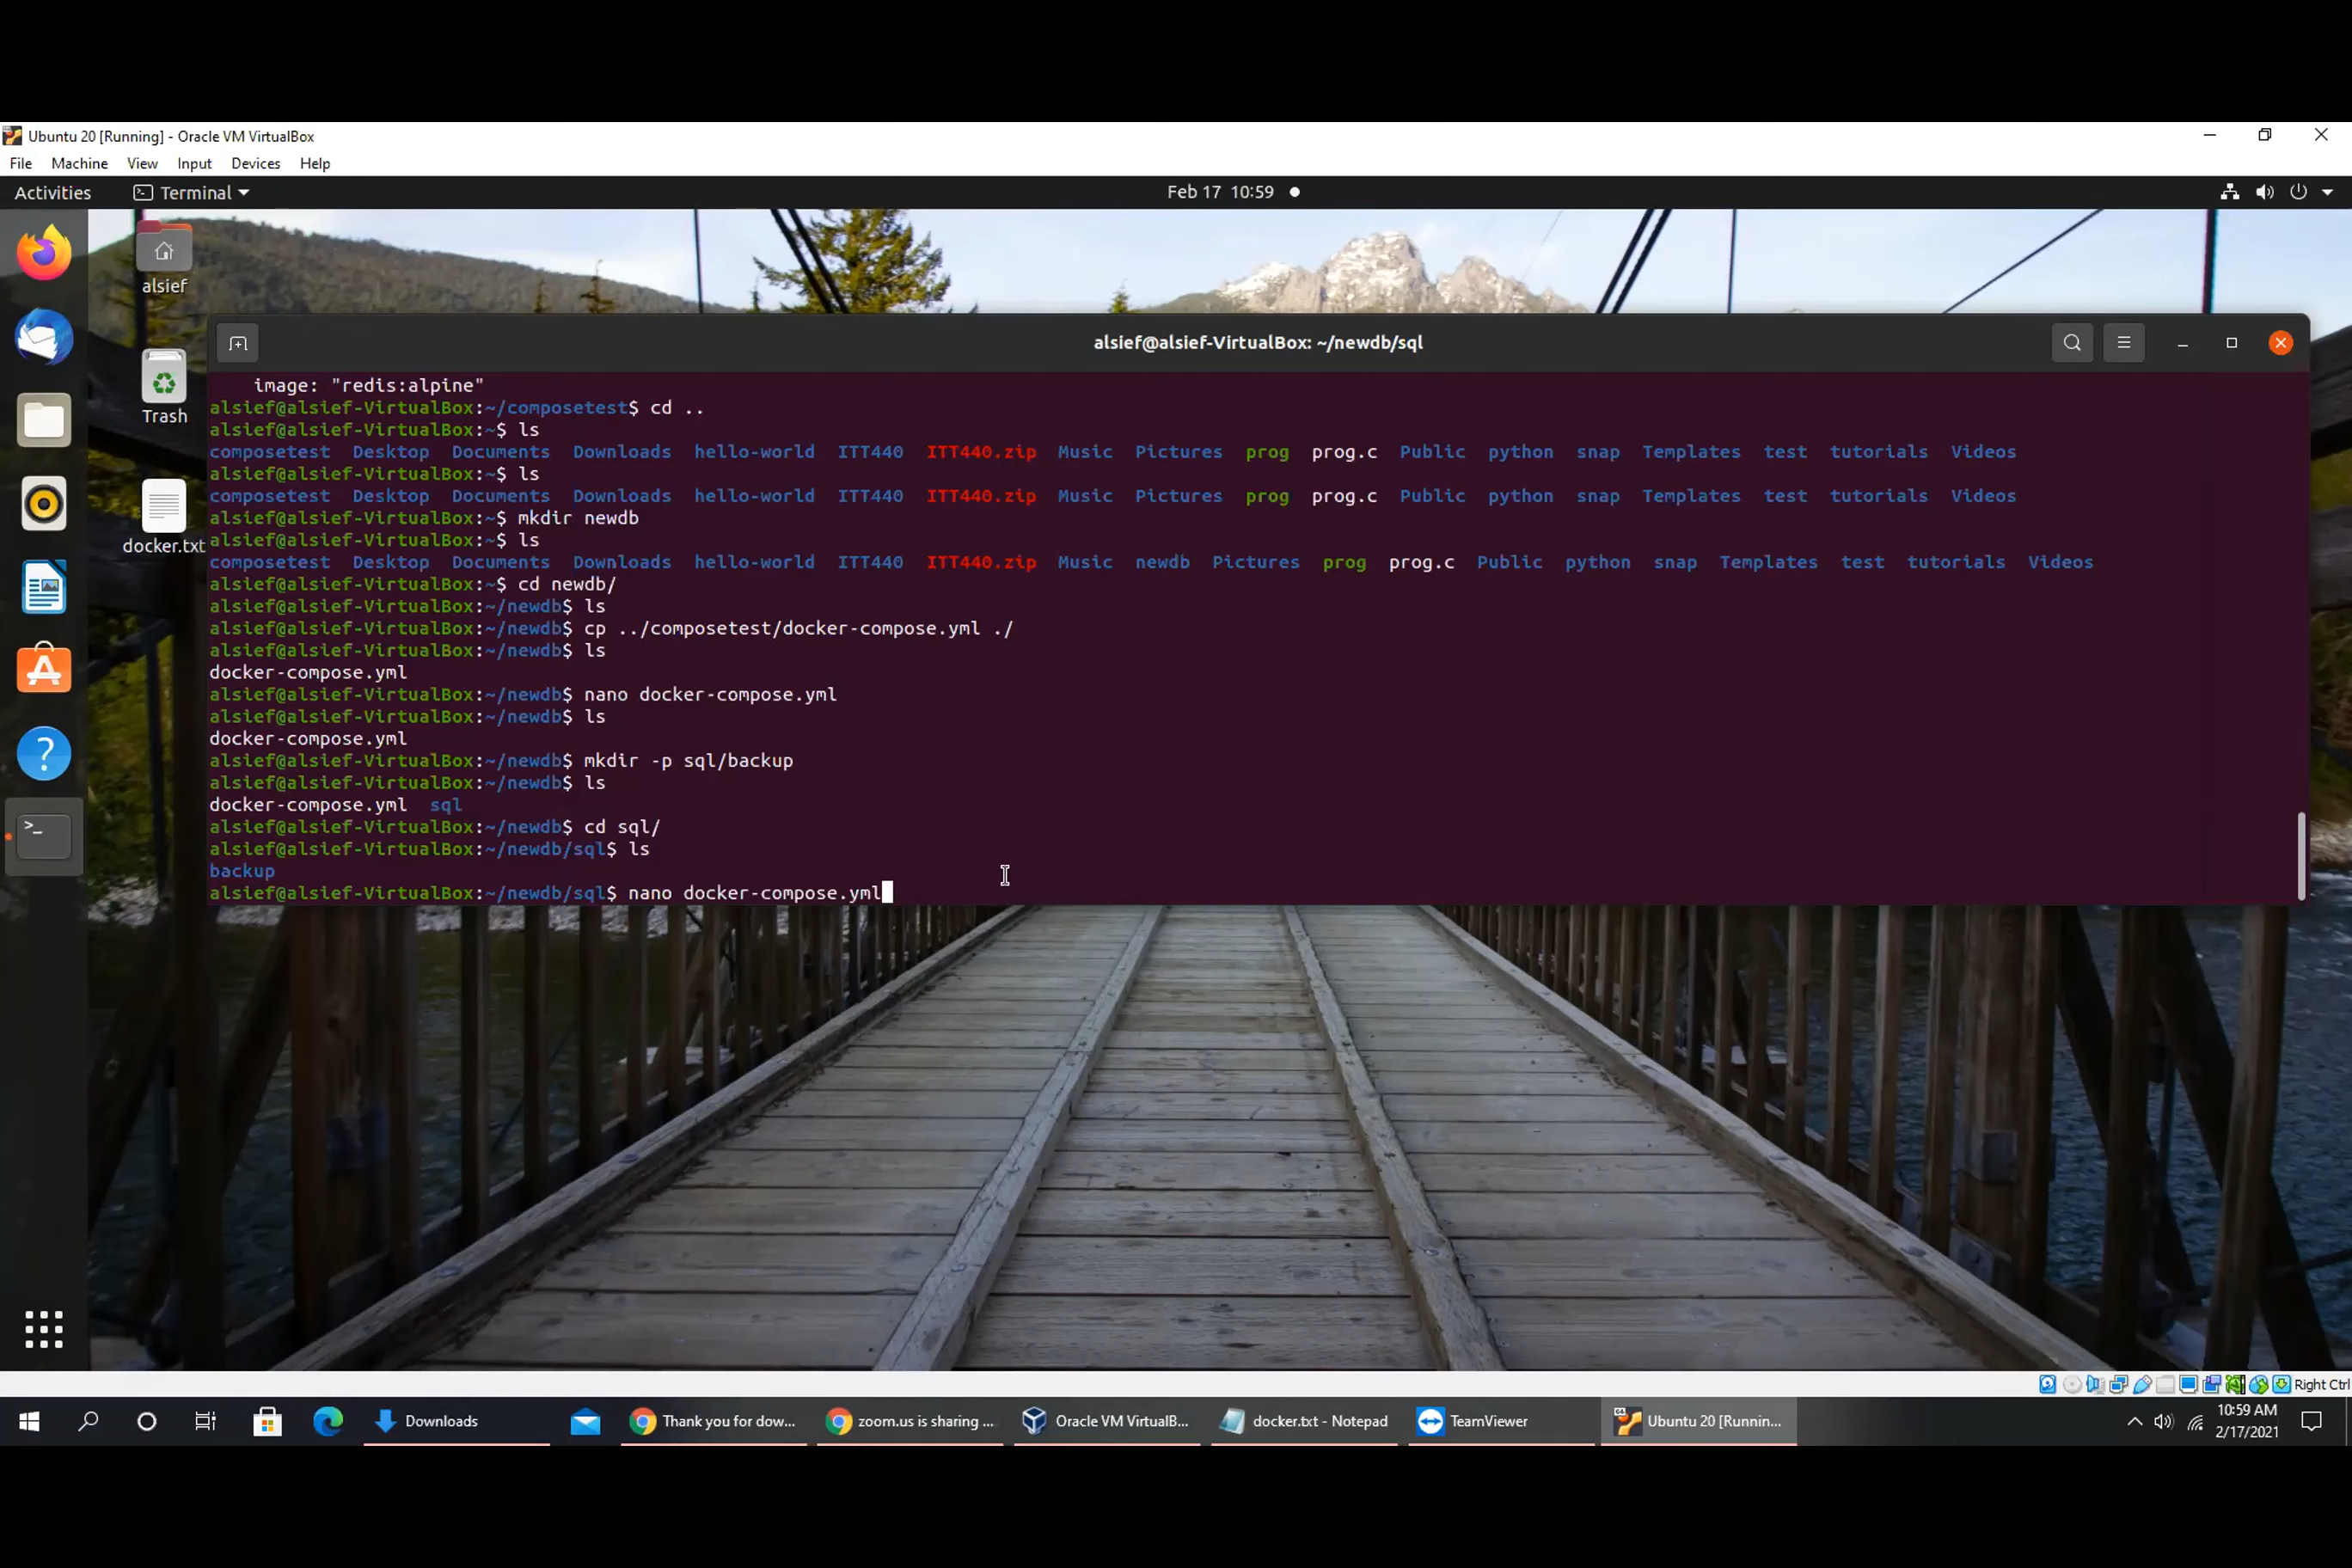 Ubuntu 20 [Running] - Oracle VM VirtualBox
File Machine View Input Devices Help
Activities Terminal Feb 17 10:59
alsief
Trash
docker.txt
alsief@alsief-VirtualBox: ~/newdb/sql
image: "redis:alpine"
alsief@alsief-VirtualBox:~/composetest$ cd ..
alsief@alsief-VirtualBox:~$ ls
composetest Desktop Documents Downloads hello-world ITT440 ITT440.zip Music Pictures prog prog.c Public python snap Templates test tutorials Videos
alsief@alsief-VirtualBox:~$ ls
composetest Desktop Documents Downloads hello-world ITT440 ITT440.zip Music Pictures prog prog.c Public python snap Templates test tutorials Videos
alsief@alsief-VirtualBox:~$ mkdir newdb
alsief@alsief-VirtualBox:~$ ls
composetest Desktop Documents Downloads hello-world ITT440 ITT440.zip Music newdb Pictures prog prog.c Public python snap Templates test tutorials Videos
alsief@alsief-VirtualBox:~$ cd newdb/
alsief@alsief-VirtualBox:~/newdb$ ls
alsief@alsief-VirtualBox:~/newdb$ cp ../composetest/docker-compose.yml ./
alsief@alsief-VirtualBox:~/newdb$ ls
docker-compose.yml
alsief@alsief-VirtualBox:~/newdb$ nano docker-compose.yml
alsief@alsief-VirtualBox:~/newdb$ ls
docker-compose.yml
alsief@alsief-VirtualBox:~/newdb$ mkdir -p sql/backup
alsief@alsief-VirtualBox:~/newdb$ ls
docker-compose.yml sql
alsief@alsief-VirtualBox:~/newdb$ cd sql/
alsief@alsief-VirtualBox:~/newdb/sql$ ls
backup
alsief@alsief-VirtualBox:~/newdb/sql$ nano docker-compose.yml
Right Ctrl
Downloads Thank you for dow... zoom.us is sharing ... Oracle VM VirtualB... docker.txt - Notepad TeamViewer Ubuntu 20 [Runnin...
10:59 AM
2/17/2021